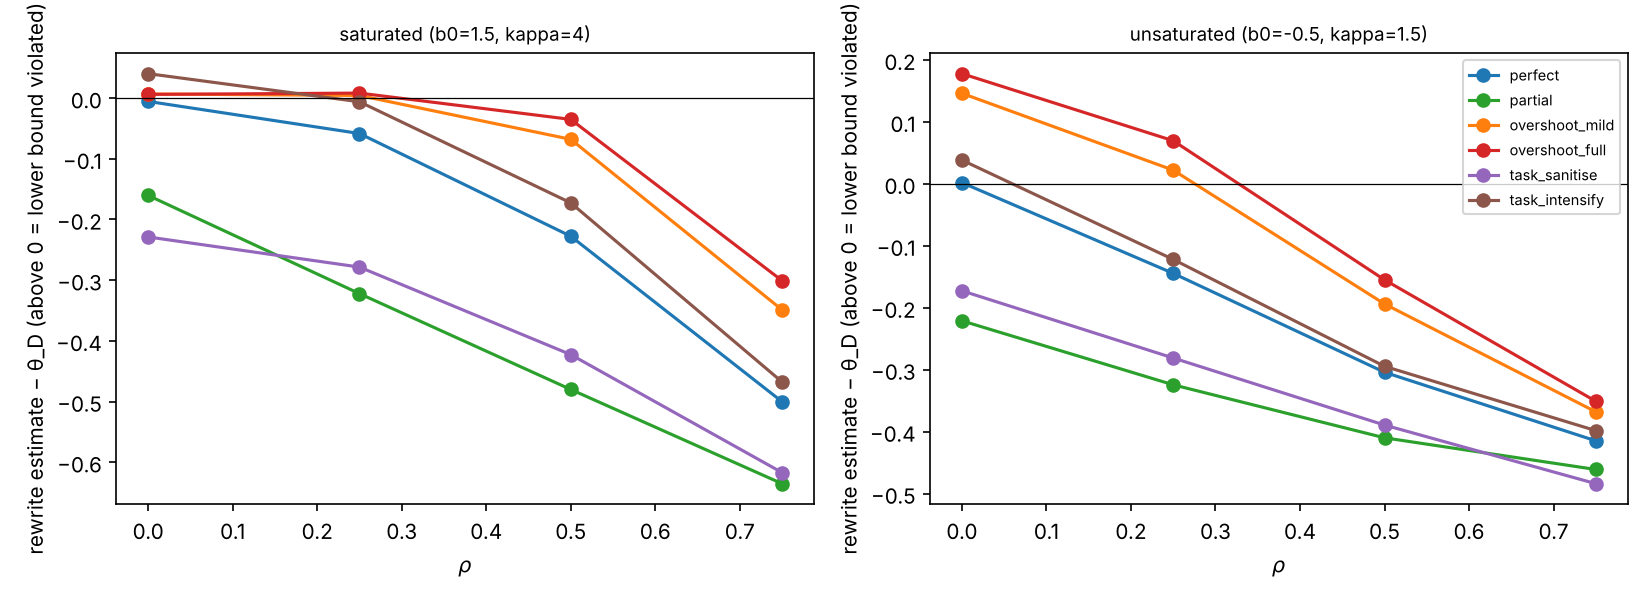 saturated (b0=1.5, kappa=4)
rewrite estimate − θ_D (above 0 = lower bound violated)
0.0
−0.1
−0.2
−0.3
−0.4
−0.5
−0.6
0.0 0.1 0.2 0.3 0.4 0.5 0.6 0.7
ρ
unsaturated (b0=-0.5, kappa=1.5)
rewrite estimate − θ_D (above 0 = lower bound violated)
0.2
0.1
0.0
−0.1
−0.2
−0.3
−0.4
−0.5
0.0 0.1 0.2 0.3 0.4 0.5 0.6 0.7
ρ
perfect
partial
overshoot_mild
overshoot_full
task_sanitise
task_intensify